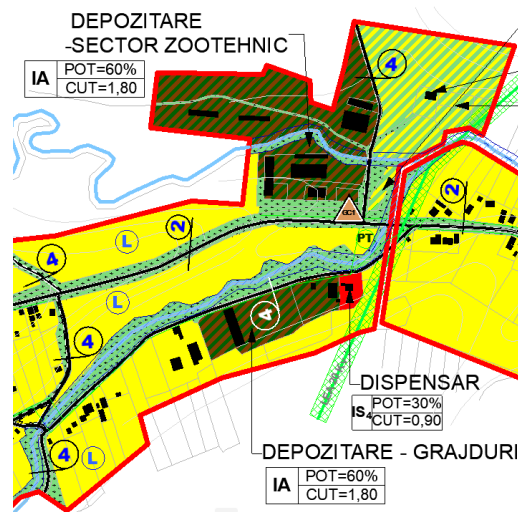 DEPOZITARE
-SECTOR ZOOTEHNIC
IA POT=60%
CUT=1,80
4
2
GC1
PT
2
L
4
L
4
4
L
4
DISPENSAR
IS4 POT=30%
CUT=0,90
DEPOZITARE - GRAJDURI
IA POT=60%
CUT=1,80